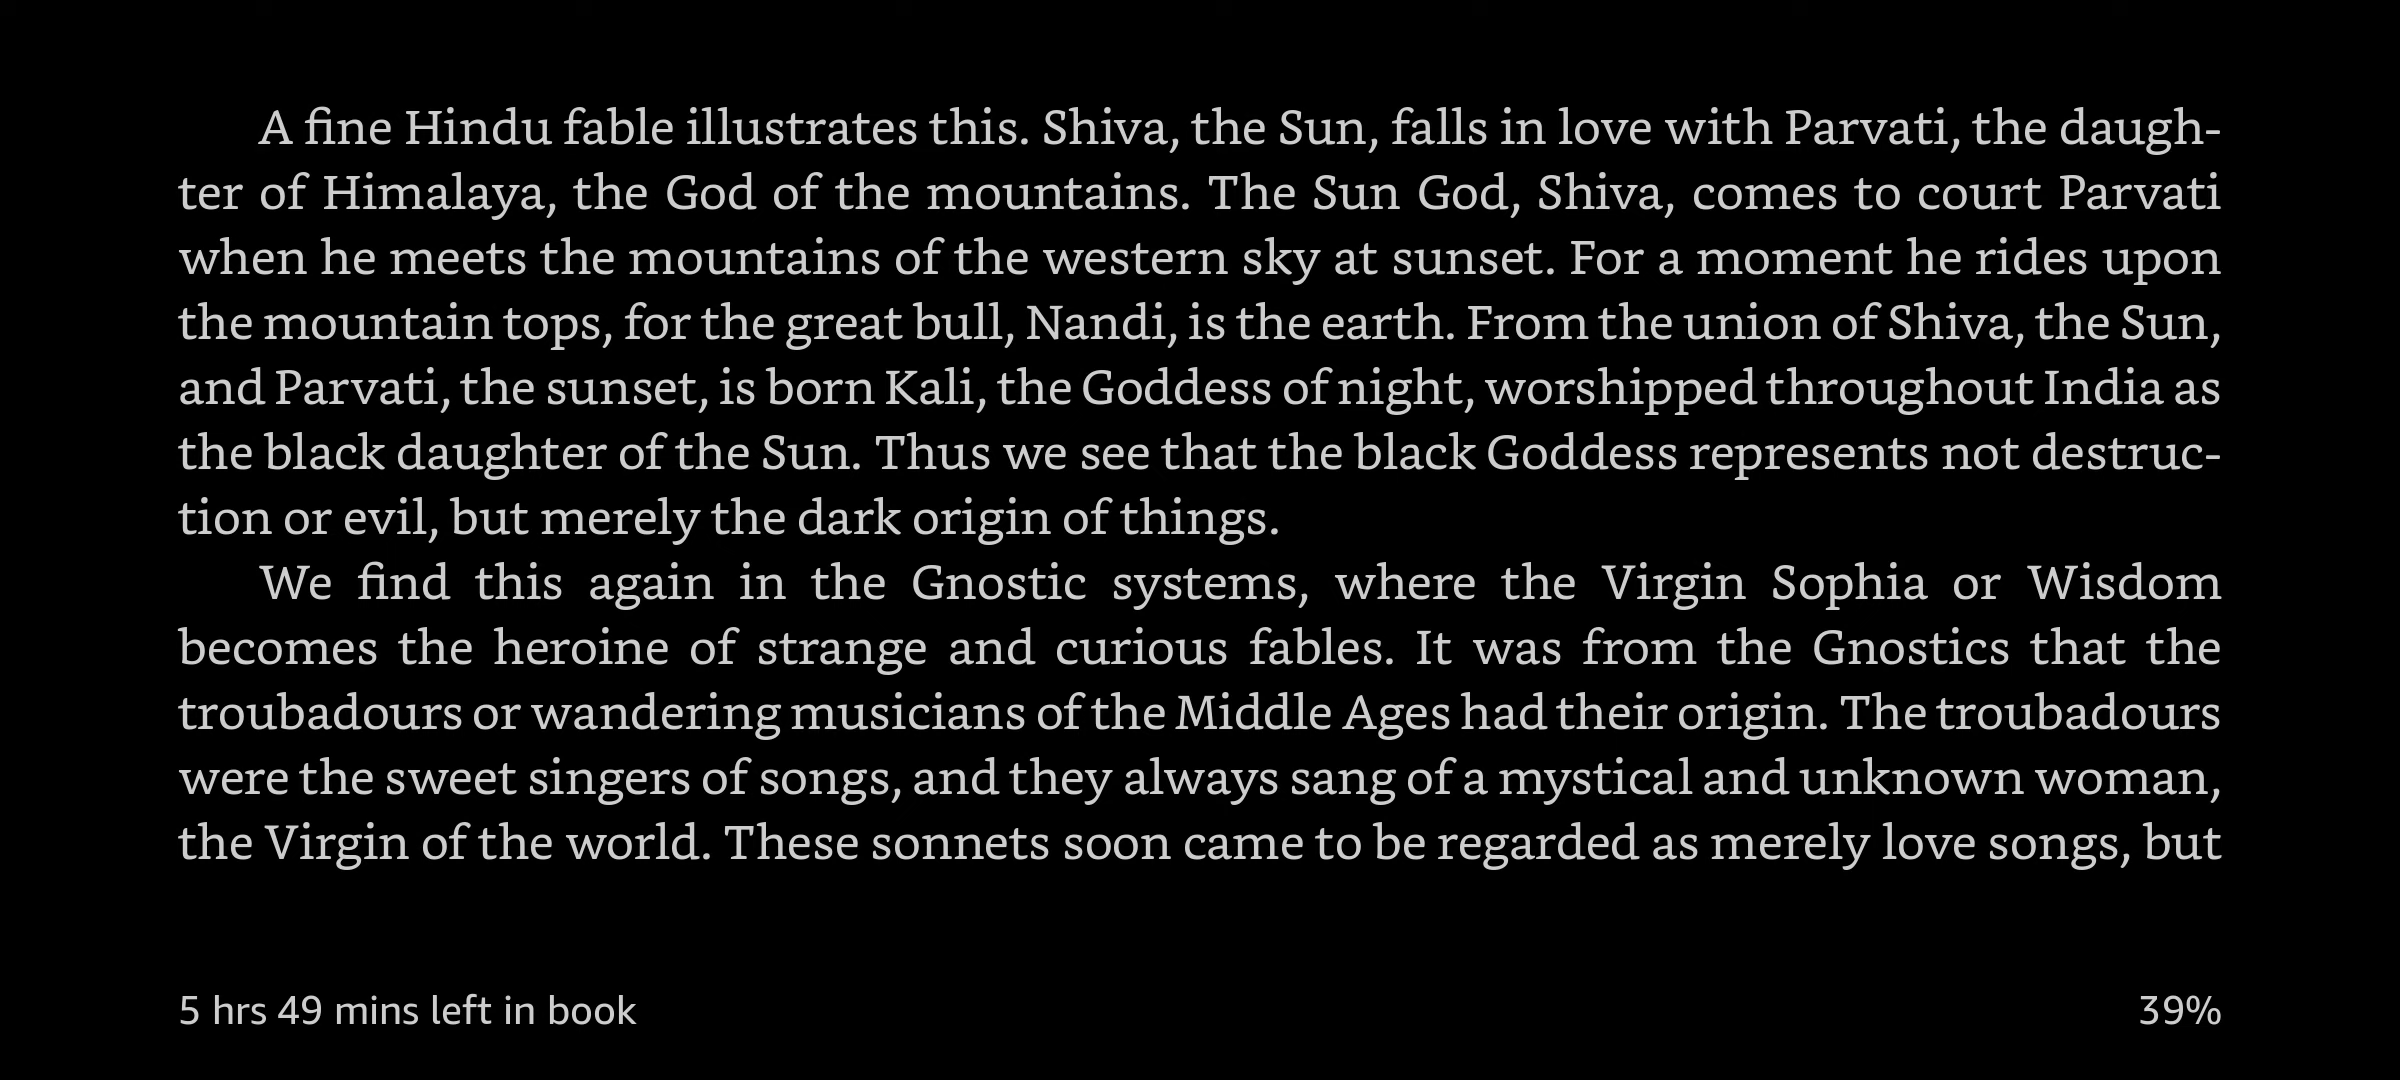 A fine Hindu fable illustrates this. Shiva, the Sun, falls in love with Parvati, the daugh-
ter of Himalaya, the God of the mountains. The Sun God, Shiva, comes to court Parvati
when he meets the mountains of the western sky at sunset. For a moment he rides upon
the mountain tops, for the great bull, Nandi, is the earth. From the union of Shiva, the Sun,
and Parvati, the sunset, is born Kali, the Goddess of night, worshipped throughout India as
the black daughter of the Sun. Thus we see that the black Goddess represents not destruc-
tion or evil, but merely the dark origin of things.
We find this again in the Gnostic systems, where the Virgin Sophia or Wisdom
becomes the heroine of strange and curious fables. It was from the Gnostics that the
troubadours or wandering musicians of the Middle Ages had their origin. The troubadours
were the sweet singers of songs, and they always sang of a mystical and unknown woman,
the Virgin of the world. These sonnets soon came to be regarded as merely love songs, but
5 hrs 49 mins left in book
39%